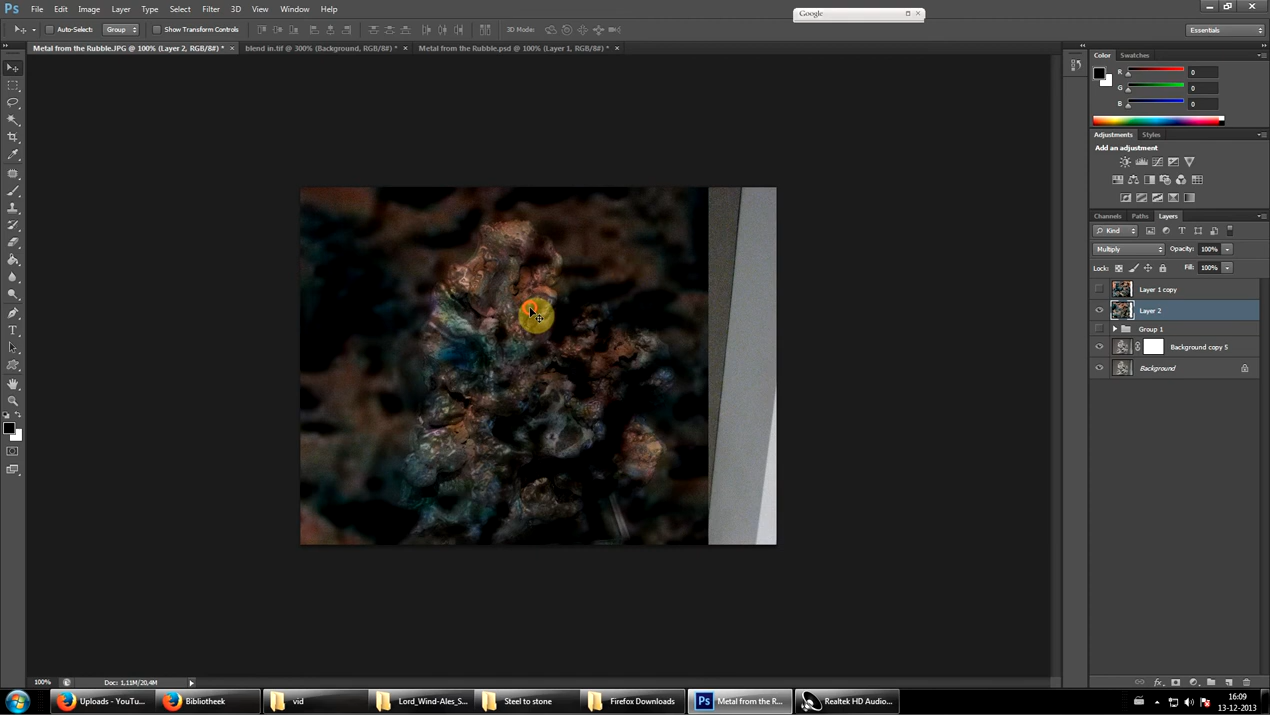 Ps File Edit Image Layer Type Select Filter 3D View Window Help
Google
Auto-Select: Group Show Transform Controls 3D Mode: Essentials
Metal from the Rubble.JPG @ 100% (Layer 2, RGB/8#) * × blend in.tif @ 300% (Background, RGB/8#) * × Metal from the Rubble.psd @ 100% (Layer 1, RGB/8#) * ×
Color Swatches
R 0
G 0
B 0
Adjustments Styles
Add an adjustment
Channels Paths Layers
Kind
Multiply Opacity: 100%
Lock: Fill: 100%
Layer 1 copy
Layer 2
Group 1
Background copy 5
Background
100% Doc: 1,11M/20,4M
Uploads - YouTu... Bibliotheek vid Lord_Wind-Ales_S... Steel to stone Firefox Downloads Metal from the R... Realtek HD Audio...
16:09
13-12-2013